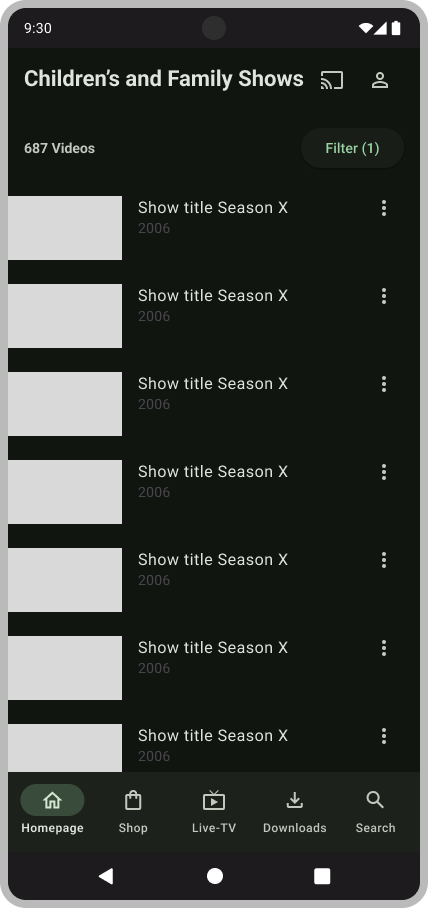 9:30
Children's and Family Shows
687 Videos
Filter (1)
Show title Season X
2006
Show title Season X
2006
Show title Season X
2006
Show title Season X
2006
Show title Season X
2006
Show title Season X
2006
Show title Season X
2006
Homepage
Shop
Live-TV
Downloads
Search